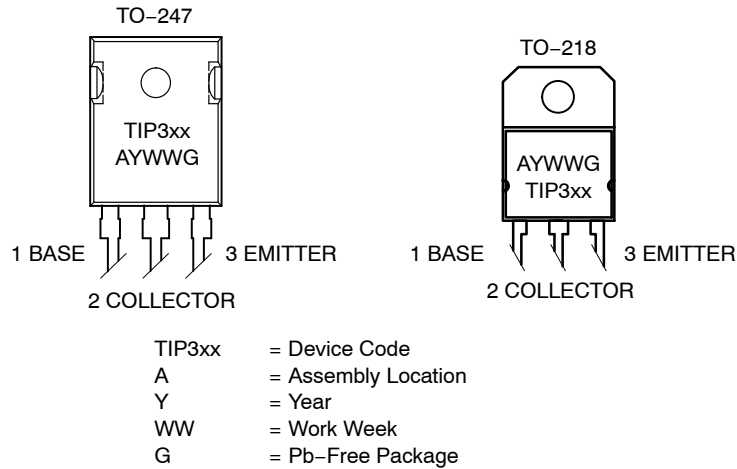 TO−247
TIP3xx
AYWWG
1 BASE
3 EMITTER
2 COLLECTOR
TO−218
AYWWG
TIP3xx
1 BASE
3 EMITTER
2 COLLECTOR
TIP3xx = Device Code
A = Assembly Location
Y = Year
WW = Work Week
G = Pb−Free Package